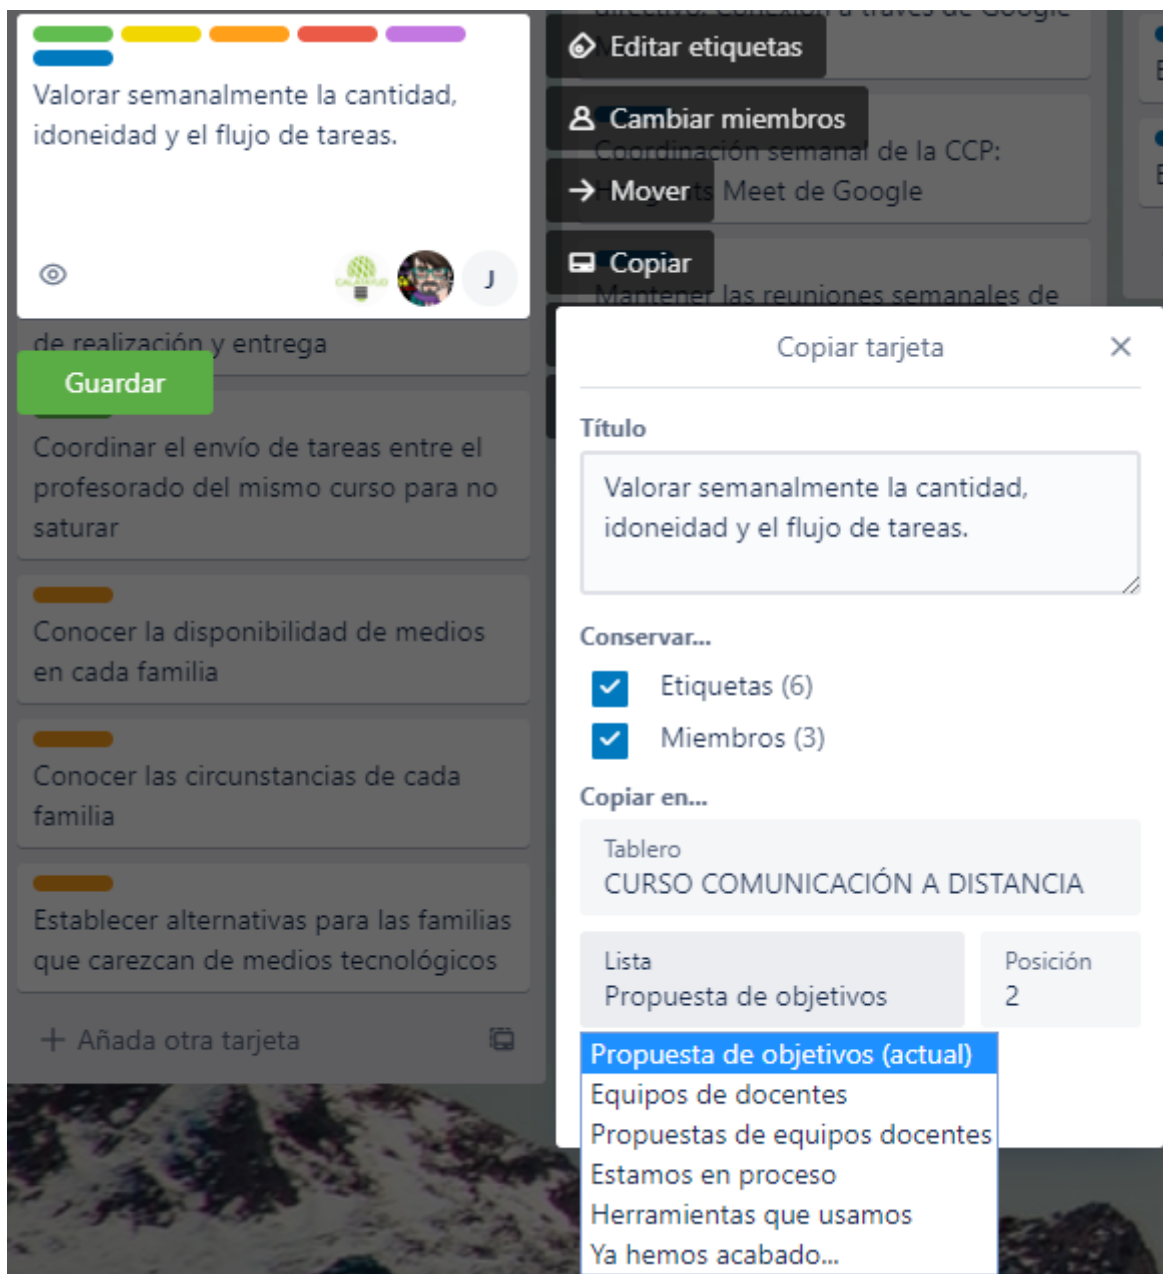 Valorar semanalmente la cantidad,
idoneidad y el flujo de tareas.
J
de realización y entrega
Guardar
Coordinar el envío de tareas entre el
profesorado del mismo curso para no
saturar
Conocer la disponibilidad de medios
en cada familia
Conocer las circunstancias de cada
familia
Establecer alternativas para las familias
que carezcan de medios tecnológicos
+ Añada otra tarjeta
directivo. Conexión a través de Google
Editar etiquetas
Cambiar miembros
Coordinación semanal de la CCP:
Mover
Meet de Google
Copiar
Mantener las reuniones semanales de
Copiar tarjeta
Título
Valorar semanalmente la cantidad,
idoneidad y el flujo de tareas.
Conservar...
Etiquetas (6)
Miembros (3)
Copiar en...
Tablero
CURSO COMUNICACIÓN A DISTANCIA
Lista
Propuesta de objetivos
Posición
2
Propuesta de objetivos (actual)
Equipos de docentes
Propuestas de equipos docentes
Estamos en proceso
Herramientas que usamos
Ya hemos acabado...